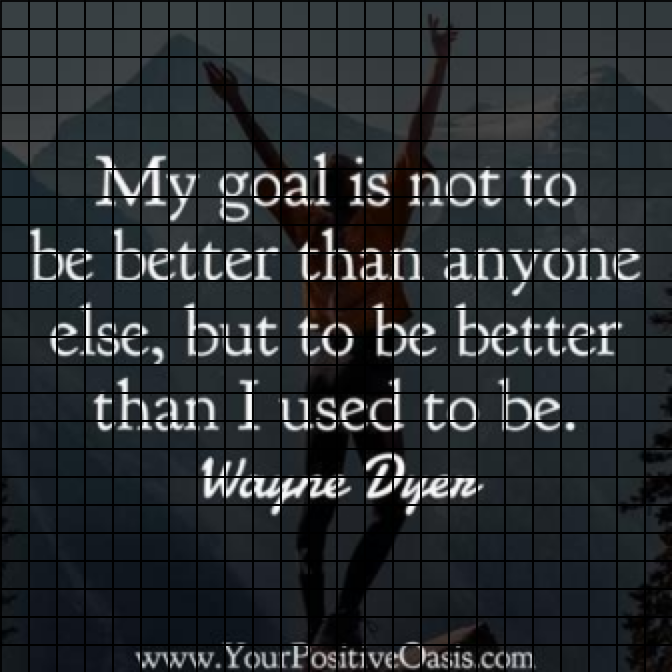 My goal is not to
be better than anyone
else, but to be better
than I used to be.
Wayne Dyer
www.YourPositiveOasis.com